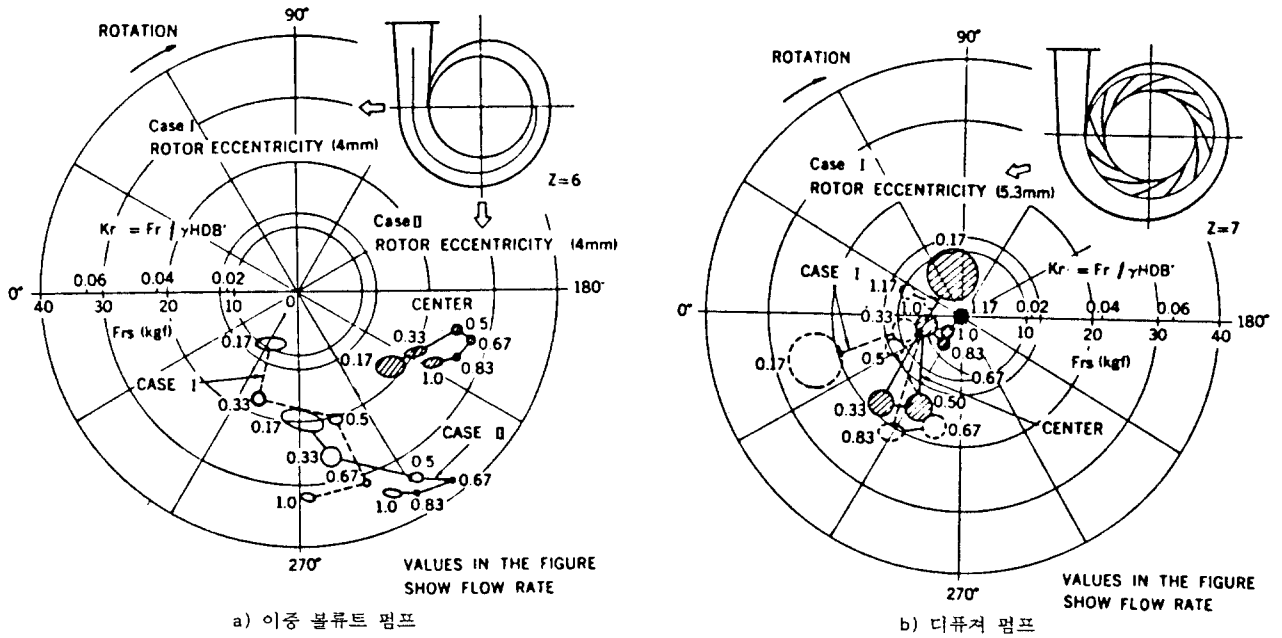 90°
ROTATION
Case I
ROTOR ECCENTRICITY (4mm)
Z=6
Case II
ROTOR ECCENTRICITY (4mm)
Kr = Fr / γHDB'
0.06 0.04 0.02
0°
180°
40 30 20 10 0
CENTER
Frs (kgf)
0.17
0.33
0.5
0.67
0.17
1.0
0.83
CASE I
0.33
0.17
0.5
CASE II
0.33
0.67
0.5
0.67
1.0
1.0
0.83
270°
VALUES IN THE FIGURE
SHOW FLOW RATE
a) 이중 볼류트 펌프
90°
ROTATION
Case I
ROTOR ECCENTRICITY (5.3mm)
Z=7
0.17
CASE I
Kr = Fr / γHDB'
1.17
1.0
1.17
0.02 0.04 0.06
0°
0.33
1.0
10 20 30 40
180°
0.83
Frs (kgf)
0.17
0.5
0.67
0.33
0.50
0.83
0.67
CENTER
270°
VALUES IN THE FIGURE
SHOW FLOW RATE
b) 디퓨져 펌프